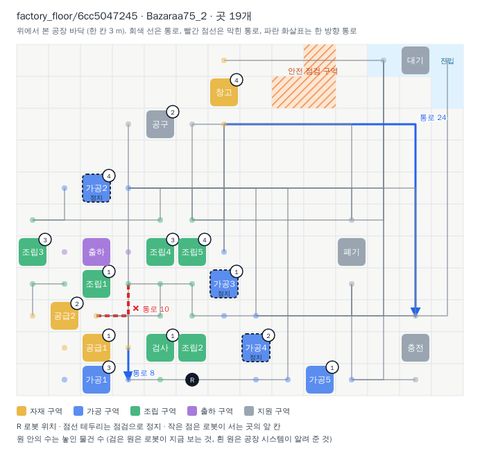 factory_floor/6cc5047245 · Bazaraa75_2 · 곳 19개
위에서 본 공장 바닥 (한 칸 3 m). 회색 선은 통로, 빨간 점선은 막힌 통로, 파란 화살표는 한 방향 통로
대기
진입
안전 점검 구역
4
창고
2
공구
통로 24
4
가공2
정지
3
조립3
출하
3
조립4
4
조립5
폐기
1
조립1
1
가공3
정지
2
공급2
✕ 통로 10
1
공급1
1
검사
조립2
2
가공4
정지
충전
3
가공1
통로 8
R
1
가공5
자재 구역
가공 구역
조립 구역
출하 구역
지원 구역
R 로봇 위치 · 점선 테두리는 점검으로 정지 · 작은 점은 로봇이 서는 곳의 앞 칸
원 안의 수는 놓인 물건 수 (검은 원은 로봇이 지금 보는 것, 흰 원은 공장 시스템이 알려 준 것)